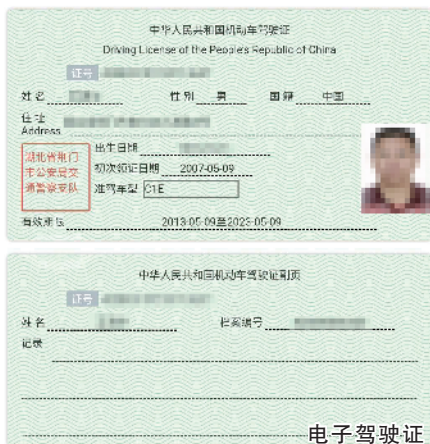 中华人民共和国机动车驾驶证
Driving License of the People's Republic of China
证号
姓名 性别 男 国籍 中国
住址
Address
出生日期
湖北省荆门
市公安局交
通警察支队
初次领证日期 2007-05-09
准驾车型 C1E
有效期限 2013-05-09至2023-05-09
中华人民共和国机动车驾驶证副页
证号
姓名 档案编号
记录
电子驾驶证